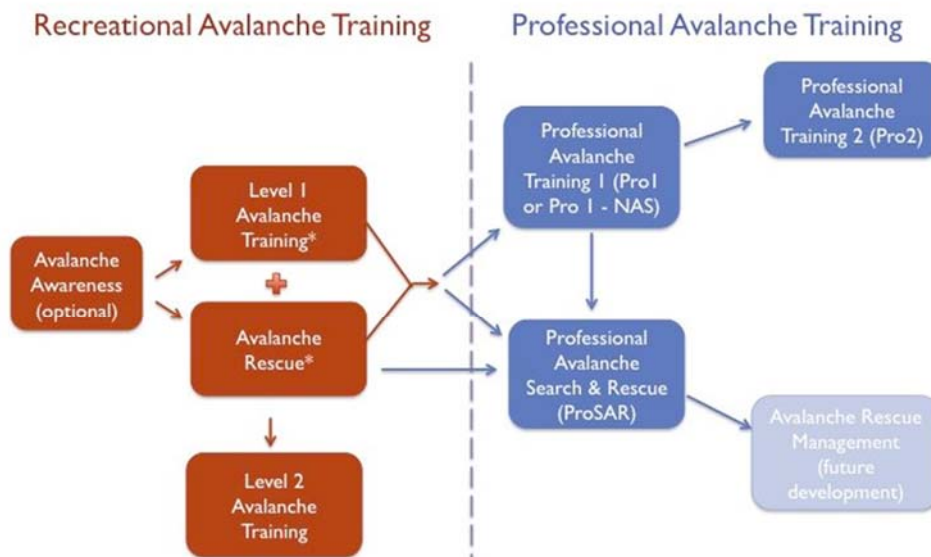 Recreational Avalanche Training
Professional Avalanche Training
Avalanche
Awareness
(optional)
Level 1
Avalanche
Training*
Avalanche
Rescue*
Level 2
Avalanche
Training
Professional
Avalanche
Training 1 (Pro1
or Pro 1 - NAS)
Professional
Avalanche
Training 2 (Pro2)
Professional
Avalanche
Search & Rescue
(ProSAR)
Avalanche Rescue
Management
(future
development)